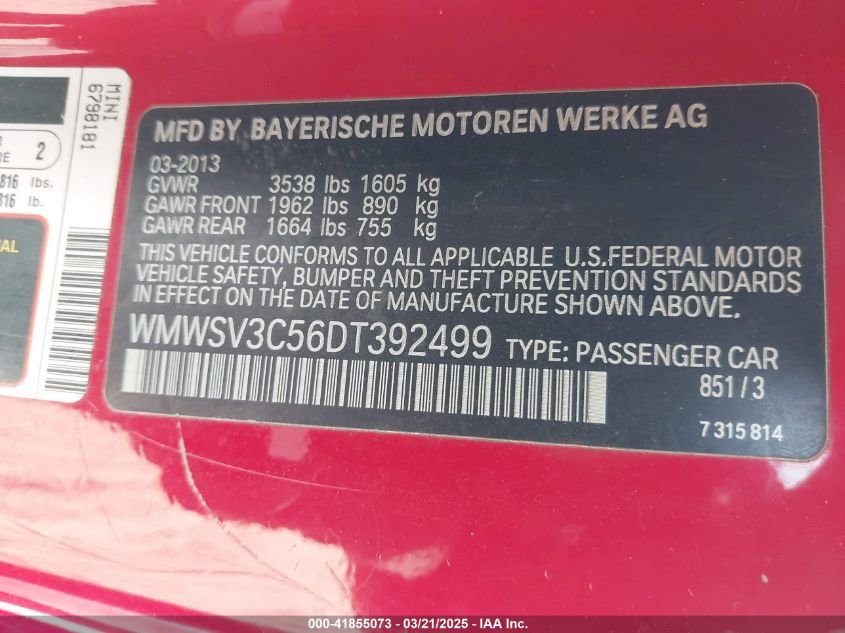 MINI
6798181
2
816 lbs.
816 lb.
MFD BY BAYERISCHE MOTOREN WERKE AG
03-2013
GVWR 3538 lbs 1605 kg
GAWR FRONT 1962 lbs 890 kg
GAWR REAR 1664 lbs 755 kg
THIS VEHICLE CONFORMS TO ALL APPLICABLE U.S.FEDERAL MOTOR
VEHICLE SAFETY, BUMPER AND THEFT PREVENTION STANDARDS
IN EFFECT ON THE DATE OF MANUFACTURE SHOWN ABOVE.
WMWSV3C56DT392499 TYPE: PASSENGER CAR
851/3
7315814
000-41855073 - 03/21/2025 - IAA Inc.